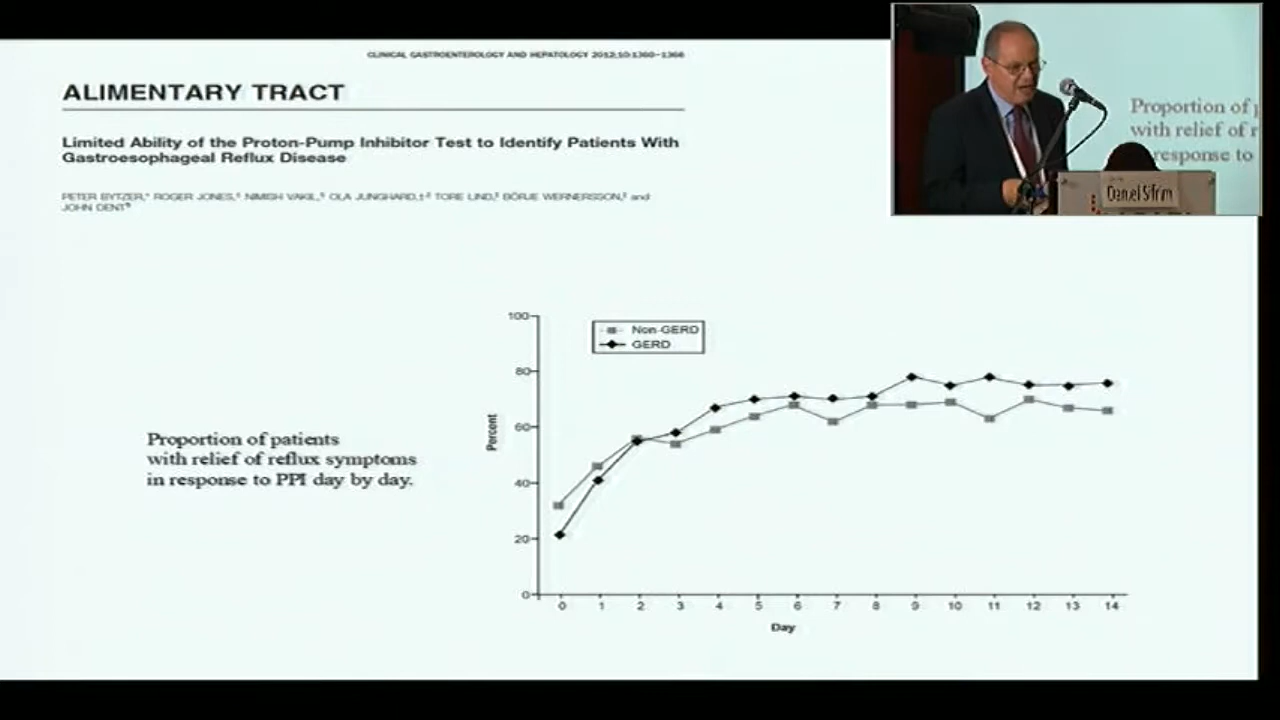 CLINICAL GASTROENTEROLOGY AND HEPATOLOGY 2012;10:1360–1366
ALIMENTARY TRACT
Limited Ability of the Proton-Pump Inhibitor Test to Identify Patients With
Gastroesophageal Reflux Disease
PETER BYTZER,* ROGER JONES,‡ NIMISH VAKIL,§ OLA JUNGHARD, TORE LIND, BÖRJE WERNERSSON, and
JOHN DENT
Proportion of
with relief of
response to
Daniel Sifrim
Proportion of patients
with relief of reflux symptoms
in response to PPI day by day.
Non-GERD
GERD
Percent
100
80
60
40
20
0
0 1 2 3 4 5 6 7 8 9 10 11 12 13 14
Day